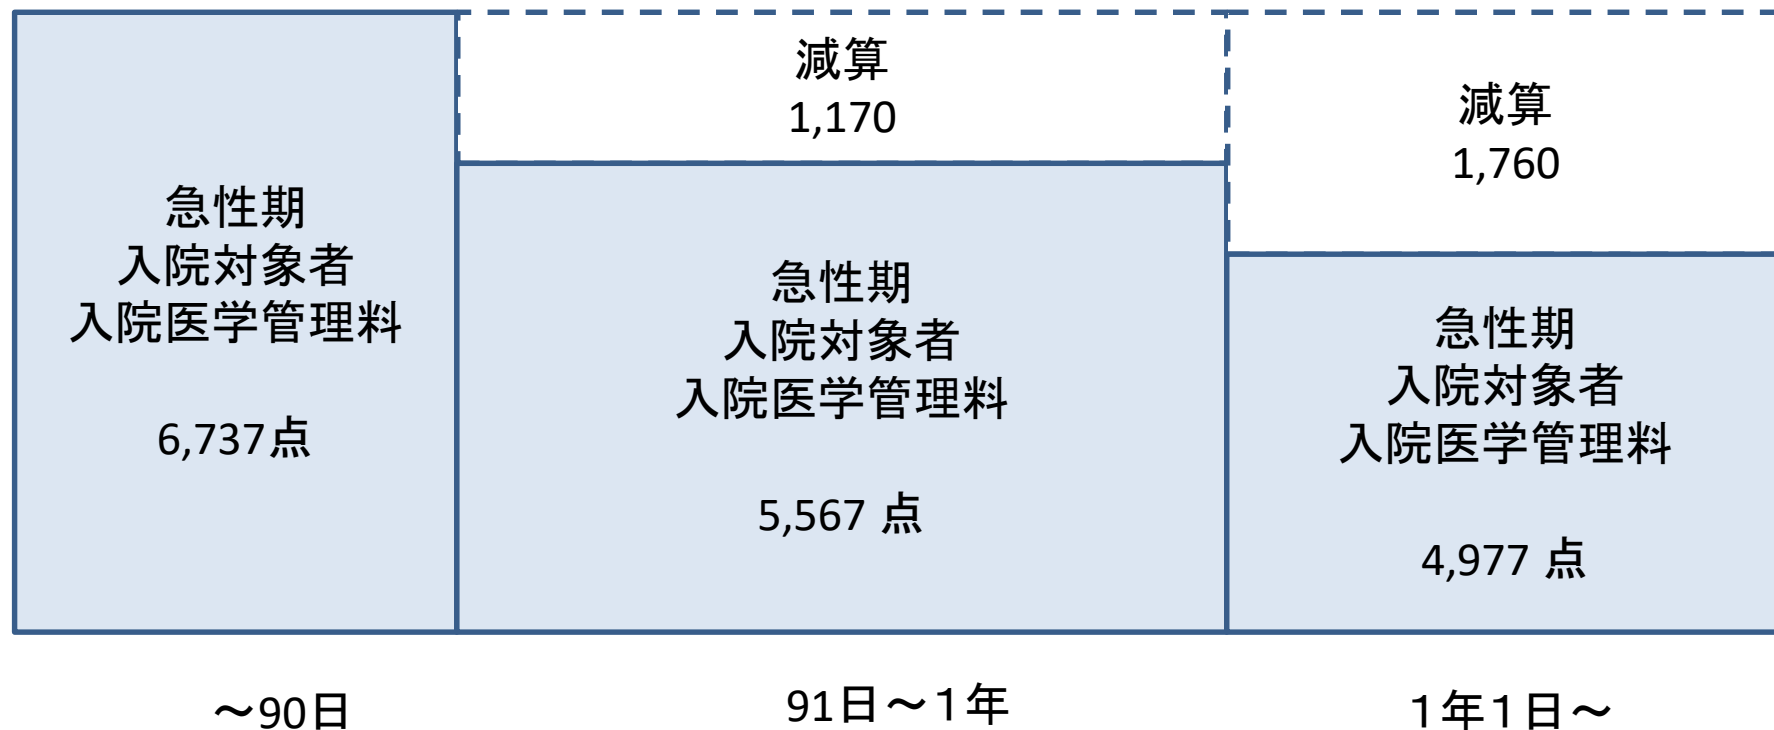 急性期
入院対象者
入院医学管理料
6,737点
減算
1,170
急性期
入院対象者
入院医学管理料
5,567 点
減算
1,760
急性期
入院対象者
入院医学管理料
4,977 点
～90日
91日～１年
１年１日～